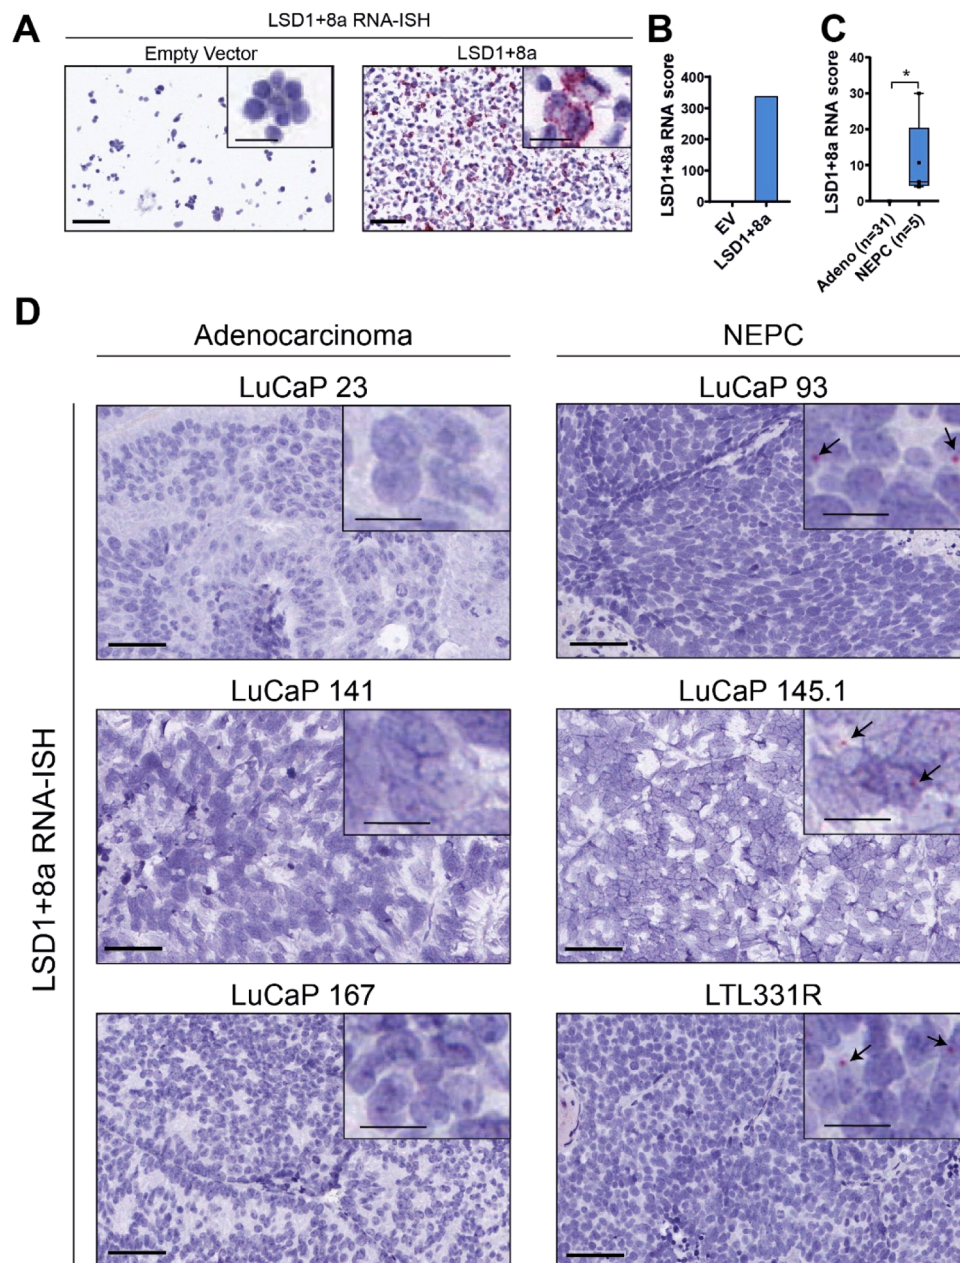 A
LSD1+8a RNA-ISH
Empty Vector
LSD1+8a
B
LSD1+8a RNA score
400
300
200
100
0
EV
LSD1+8a
C
LSD1+8a RNA score
40
30
20
10
0
*
Adeno (n=31)
NEPC (n=5)
D
Adenocarcinoma
NEPC
LSD1+8a RNA-ISH
LuCaP 23
LuCaP 93
LuCaP 141
LuCaP 145.1
LuCaP 167
LTL331R